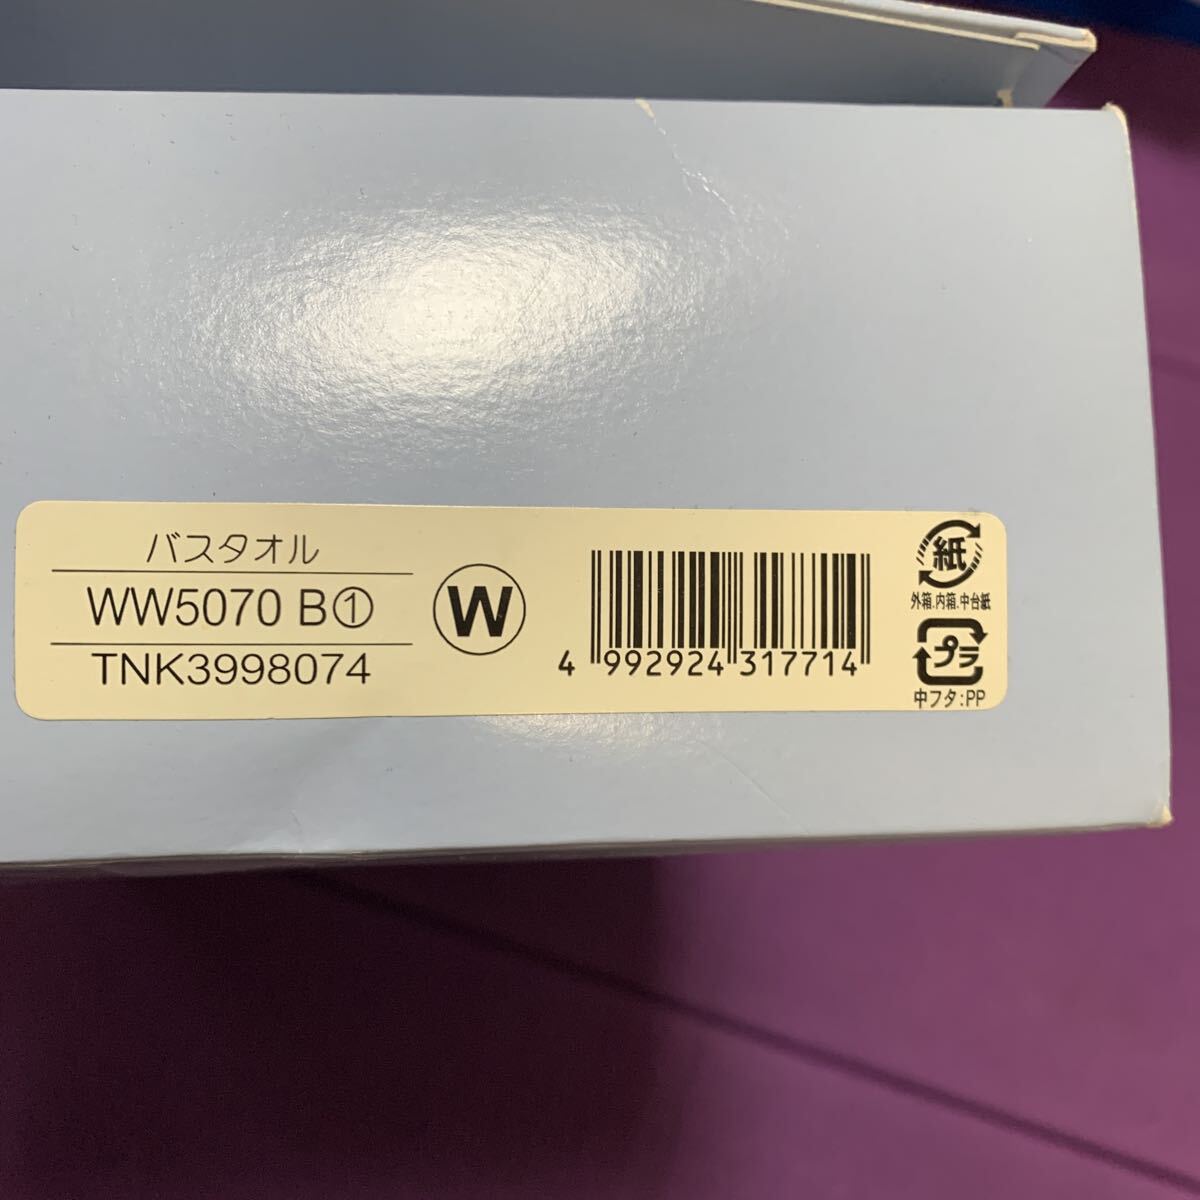 バスタオル
WW5070 B①
TNK3998074
W
4 992924 317714
紙
外箱.内箱.中台紙
プラ
中フタ:PP